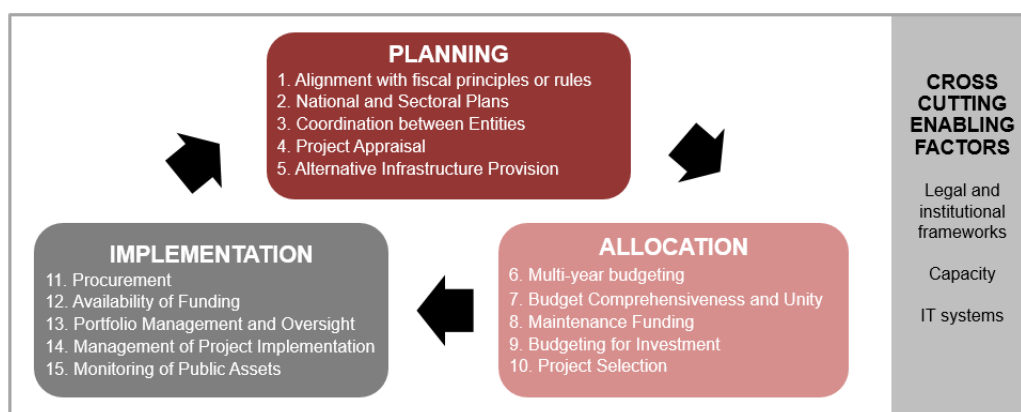 PLANNING
1. Alignment with fiscal principles or rules
2. National and Sectoral Plans
3. Coordination between Entities
4. Project Appraisal
5. Alternative Infrastructure Provision
IMPLEMENTATION
11. Procurement
12. Availability of Funding
13. Portfolio Management and Oversight
14. Management of Project Implementation
15. Monitoring of Public Assets
ALLOCATION
6. Multi-year budgeting
7. Budget Comprehensiveness and Unity
8. Maintenance Funding
9. Budgeting for Investment
10. Project Selection
CROSS
CUTTING
ENABLING
FACTORS
Legal and
institutional
frameworks
Capacity
IT systems